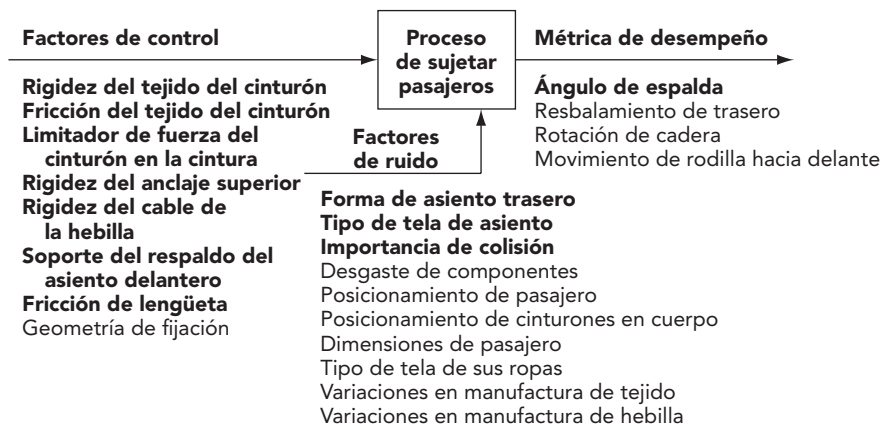 Factores de control
Rigidez del tejido del cinturón
Fricción del tejido del cinturón
Limitador de fuerza del
cinturón en la cintura
Rigidez del anclaje superior
Rigidez del cable de
la hebilla
Soporte del respaldo del
asiento delantero
Fricción de lengüeta
Geometría de fijación
Proceso
de sujetar
pasajeros
Factores
de ruido
Forma de asiento trasero
Tipo de tela de asiento
Importancia de colisión
Desgaste de componentes
Posicionamiento de pasajero
Posicionamiento de cinturones en cuerpo
Dimensiones de pasajero
Tipo de tela de sus ropas
Variaciones en manufactura de tejido
Variaciones en manufactura de hebilla
Métrica de desempeño
Ángulo de espalda
Resbalamiento de trasero
Rotación de cadera
Movimiento de rodilla hacia delante